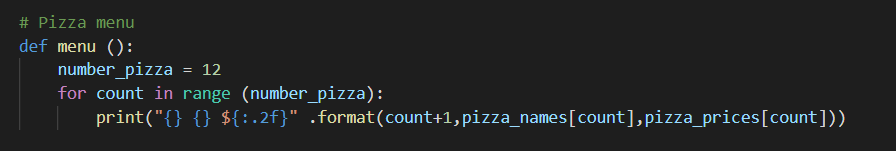 # Pizza menu
def menu ():
    number_pizza = 12
    for count in range (number_pizza):
        print("{} {} ${:.2f}" .format(count+1,pizza_names[count],pizza_prices[count]))